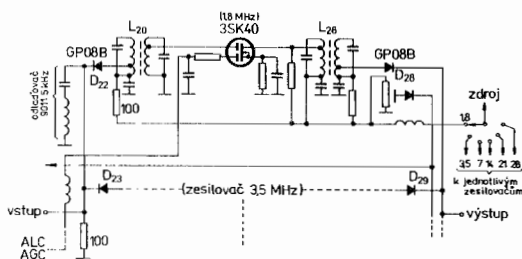 L20
(1,8 MHz)
3SK40
L26
GP08B
D22
GP08B
D28
odlaďovač
9011,5 kHz
100
zdroj
1,8
3,5 7 14 21 28
k jednotlivým
zesilovačům
D23
(zesilovač 3,5 MHz)
D29
vstup
výstup
100
ALC
AGC